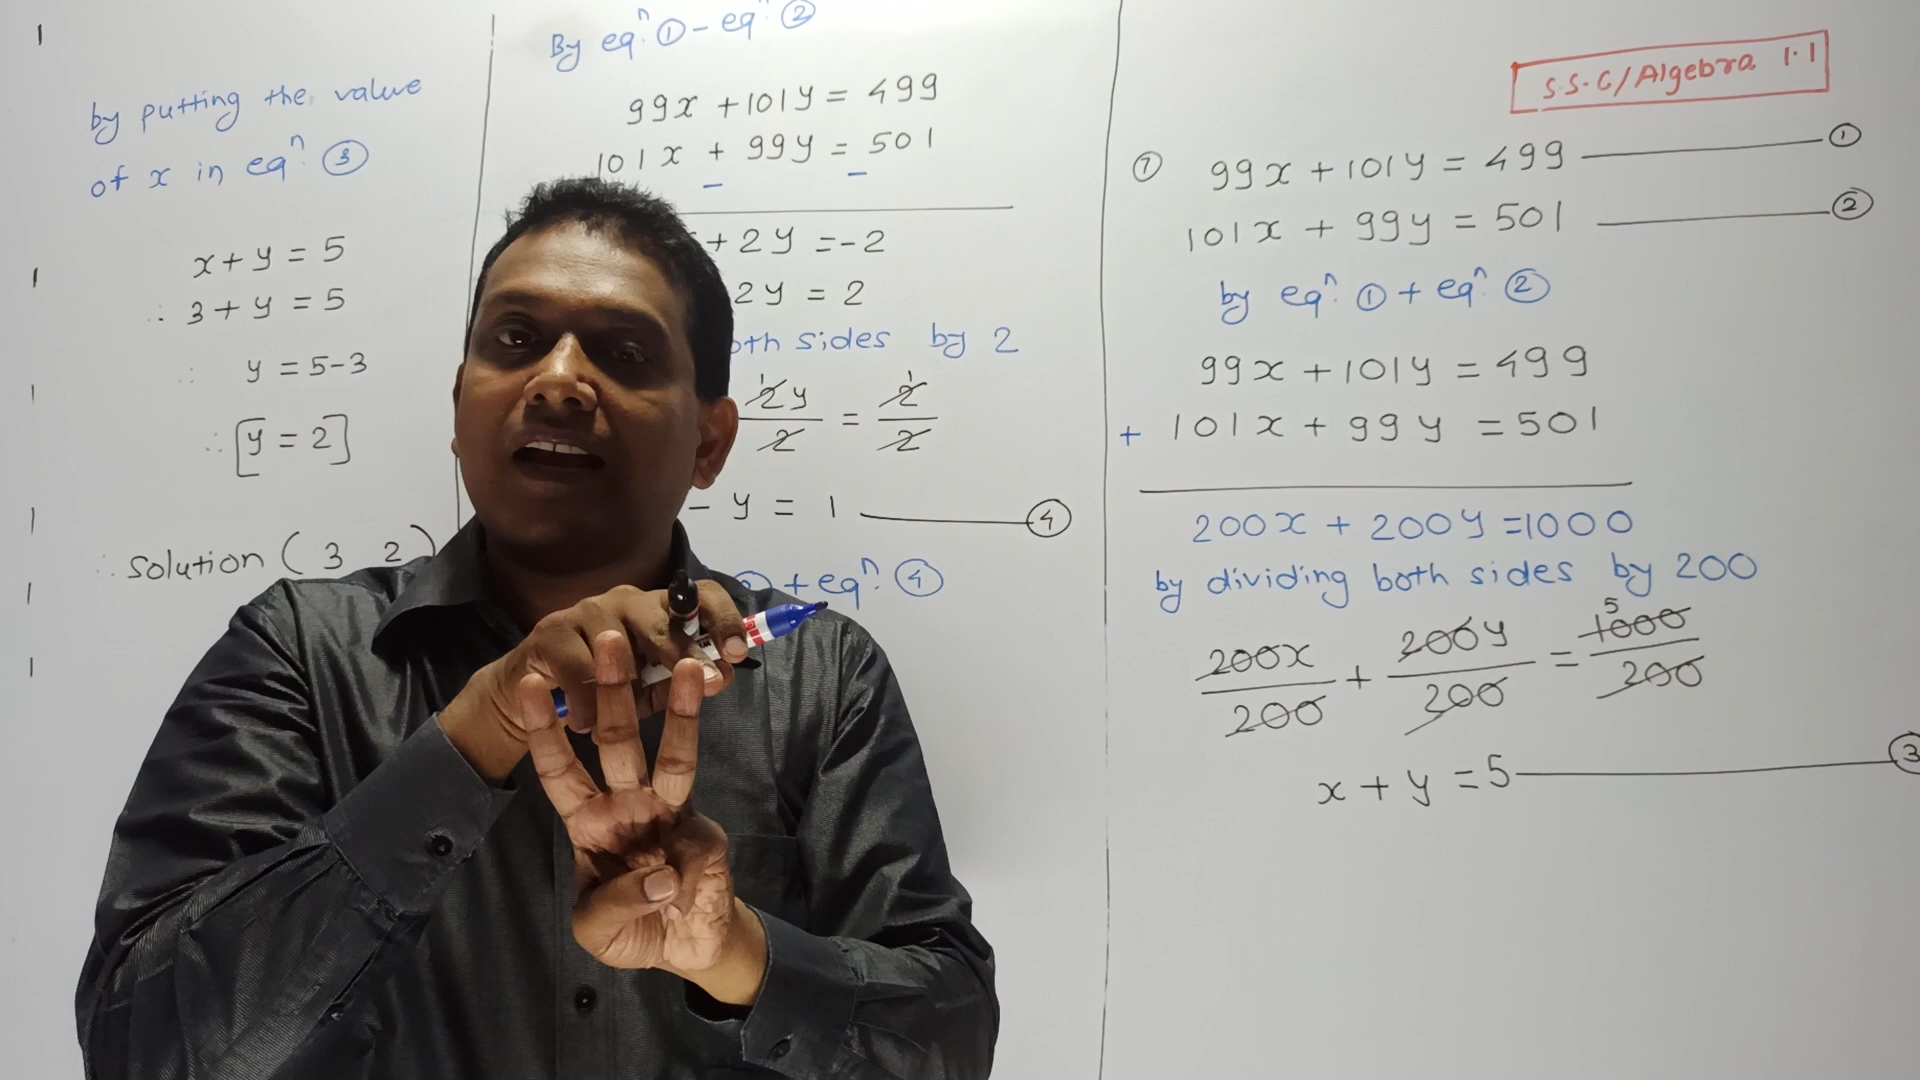 by putting the value
of x in eqⁿ. ③
x + y = 5
∴ 3 + y = 5
∴ y = 5-3
∴ [y = 2]
∴ Solution ( 3 2 )
By eqⁿ. ① - eqⁿ. ②
99x + 101y = 499
101x + 99y = 501
- -
+ 2y = -2
2y = 2
sides by 2
1 1
2y/2 = 2/2
- y = 1 ④
+ eqⁿ. ④
S.S.C/Algebra 1.1
⑦ 99x + 101y = 499 ①
101x + 99y = 501 ②
by eqⁿ. ① + eqⁿ. ②
99x + 101y = 499
+ 101x + 99y = 501
200x + 200y = 1000
by dividing both sides by 200
5
200x/200 + 200y/200 = 1000/200
x + y = 5 ③